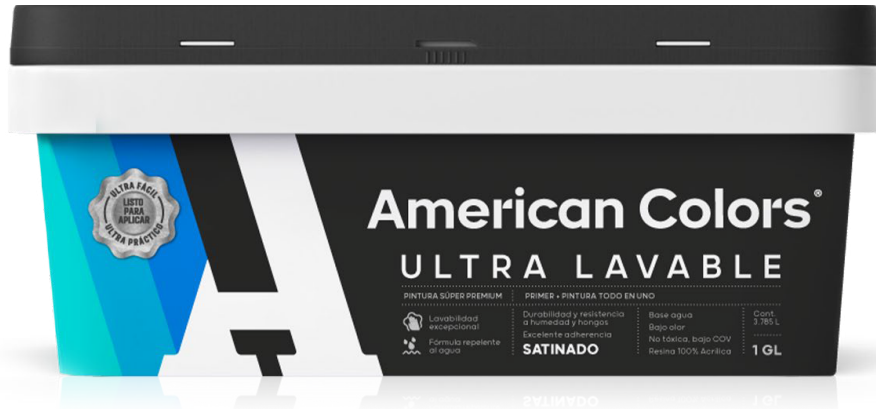 ULTRA FÁCIL
LISTO
PARA
APLICAR
ULTRA PRÁCTICO
A
American Colors®
ULTRA LAVABLE
PINTURA SÚPER PREMIUM
PRIMER + PINTURA TODO EN UNO
Lavabilidad
excepcional
Fórmula repelente
al agua
Durabilidad y resistencia
a humedad y hongos
Excelente adherencia
SATINADO
Base agua
Bajo olor
No tóxica, bajo COV
Resina 100% Acrílica
Cont.
3.785 L
1 GL